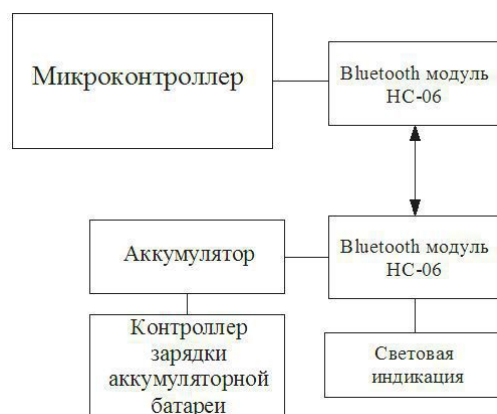 Микроконтроллер
Bluetooth модуль
HC-06
Аккумулятор
Bluetooth модуль
HC-06
Контроллер
зарядки
аккумуляторной
батареи
Световая
индикация